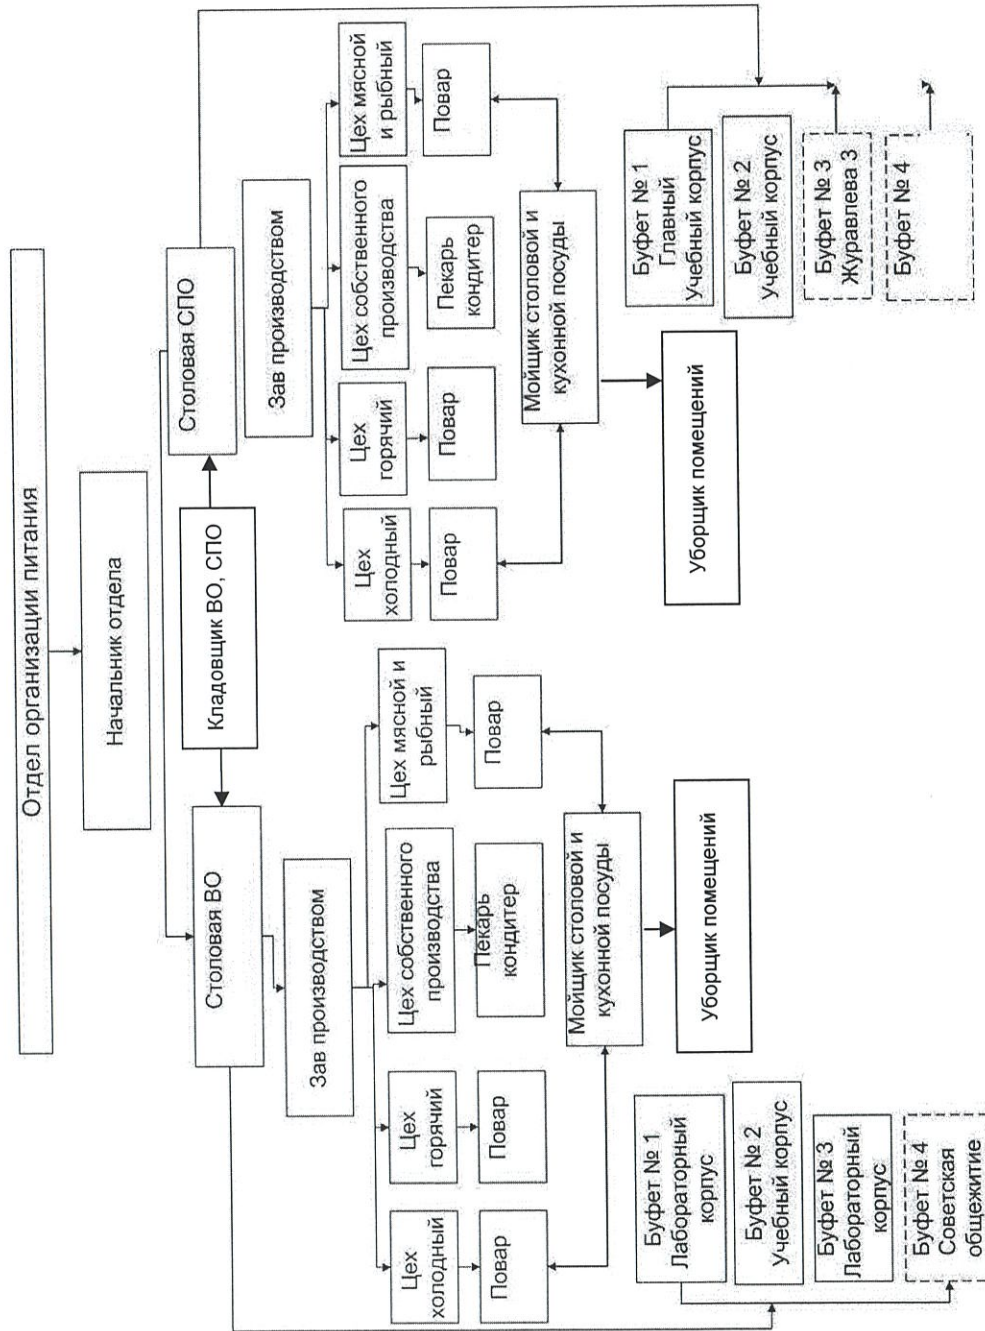 Отдел организации питания
Начальник отдела
Столовая ВО
Кладовщик ВО, СПО
Столовая СПО
Зав производством
Цех
холодный
Цех
горячий
Цех собственного
производства
Цех мясной и
рыбный
Повар
Повар
Пекарь
кондитер
Повар
Мойщик столовой и
кухонной посуды
Уборщик помещений
Буфет № 1
Лабораторный
корпус
Буфет № 2
Учебный корпус
Буфет № 3
Лабораторный
корпус
Буфет № 4
Советская
общежитие
Зав производством
Цех
холодный
Цех
горячий
Цех собственного
производства
Цех мясной
и рыбный
Повар
Повар
Пекарь
кондитер
Повар
Мойщик столовой и
кухонной посуды
Уборщик помещений
Буфет № 1
Главный
Учебный корпус
Буфет № 2
Учебный корпус
Буфет № 3
Журавлева 3
Буфет № 4